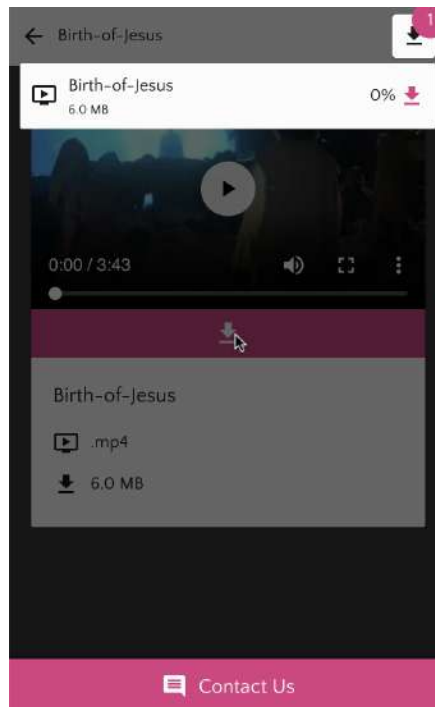 Birth-of-Jesus
1
Birth-of-Jesus
0%
6.0 MB
0:00 / 3:43
Birth-of-Jesus
.mp4
6.0 MB
Contact Us